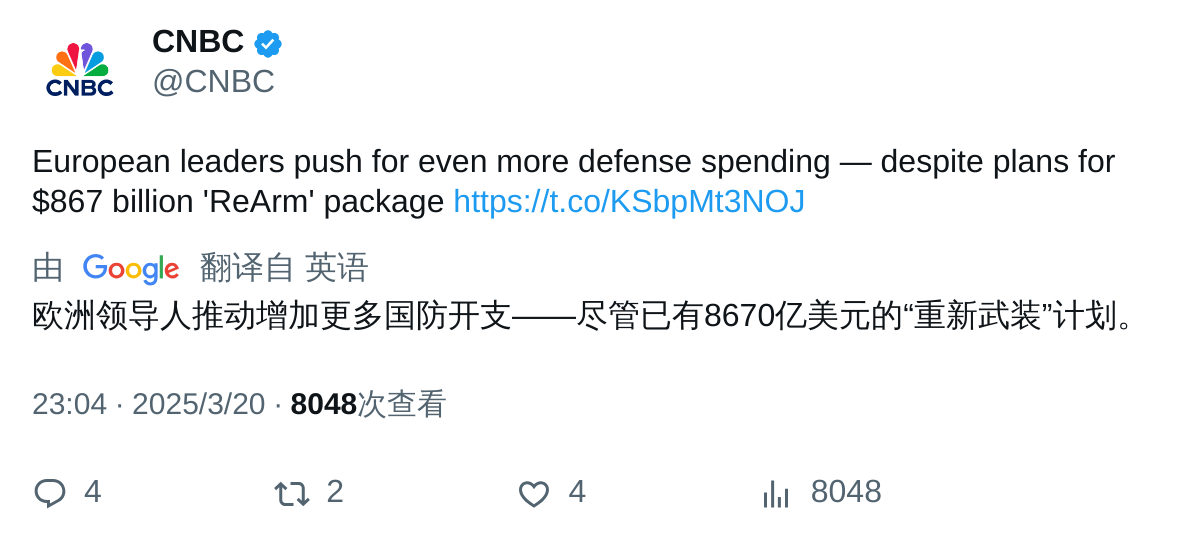 CNBC
CNBC
@CNBC
European leaders push for even more defense spending — despite plans for
$867 billion 'ReArm' package https://t.co/KSbpMt3NOJ
由 Google 翻译自 英语
欧洲领导人推动增加更多国防开支——尽管已有8670亿美元的“重新武装”计划。
23:04 · 2025/3/20 · 8048次查看
4 2 4 8048